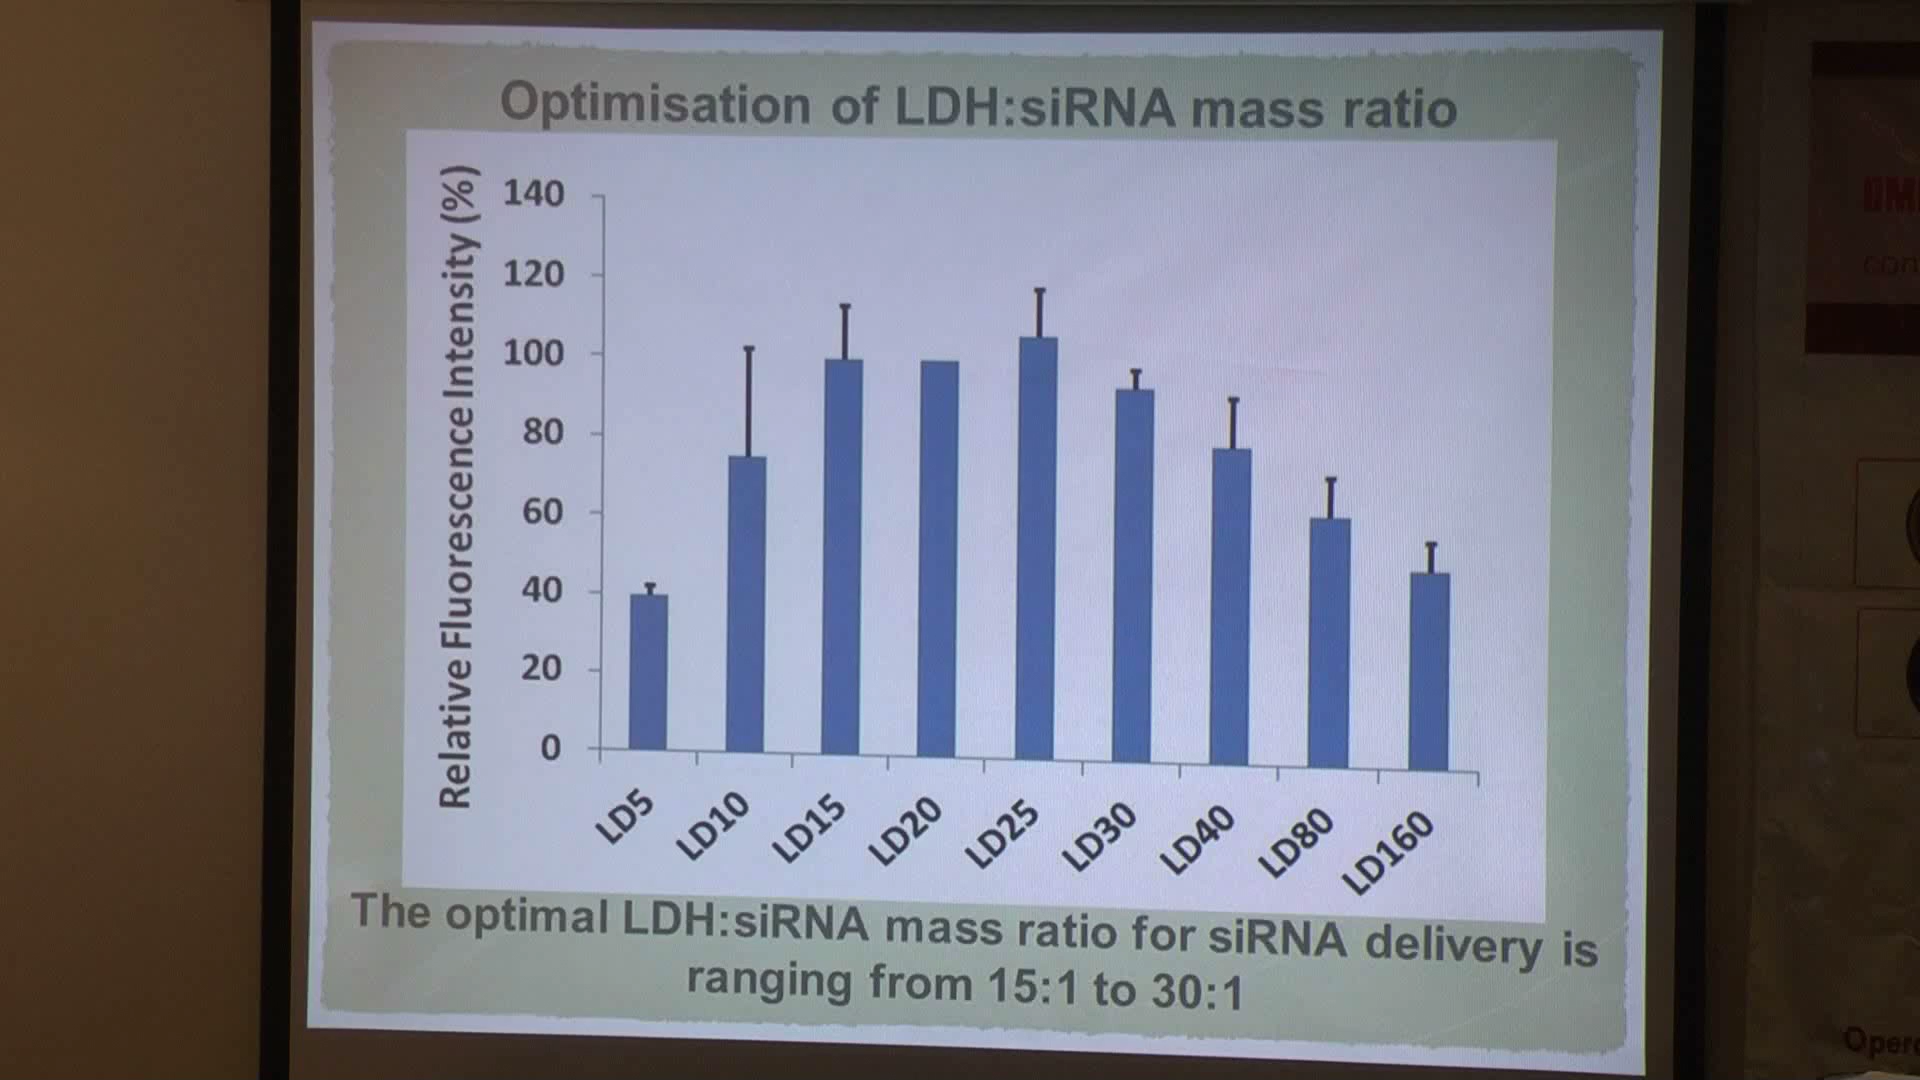 Optimisation of LDH:siRNA mass ratio
Relative Fluorescence Intensity (%)
140
120
100
80
60
40
20
0
LD5
LD10
LD15
LD20
LD25
LD30
LD40
LD80
LD160
The optimal LDH:siRNA mass ratio for siRNA delivery is
ranging from 15:1 to 30:1